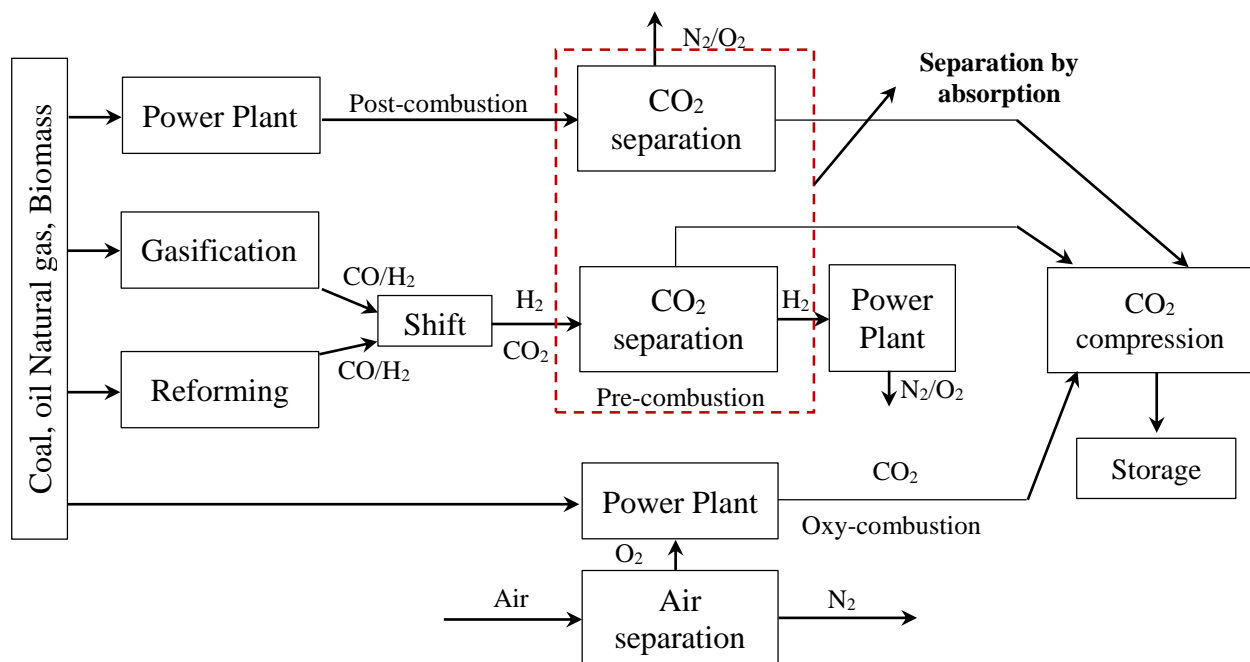 Coal, oil Natural gas, Biomass
N₂/O₂
Power Plant
Post-combustion
CO₂
separation
Separation by
absorption
Gasification
CO/H₂
Shift
H₂
CO₂
CO₂
separation
H₂
Power
Plant
CO₂
compression
Reforming
CO/H₂
Pre-combustion
N₂/O₂
Storage
Power Plant
CO₂
Oxy-combustion
O₂
Air
Air
separation
N₂